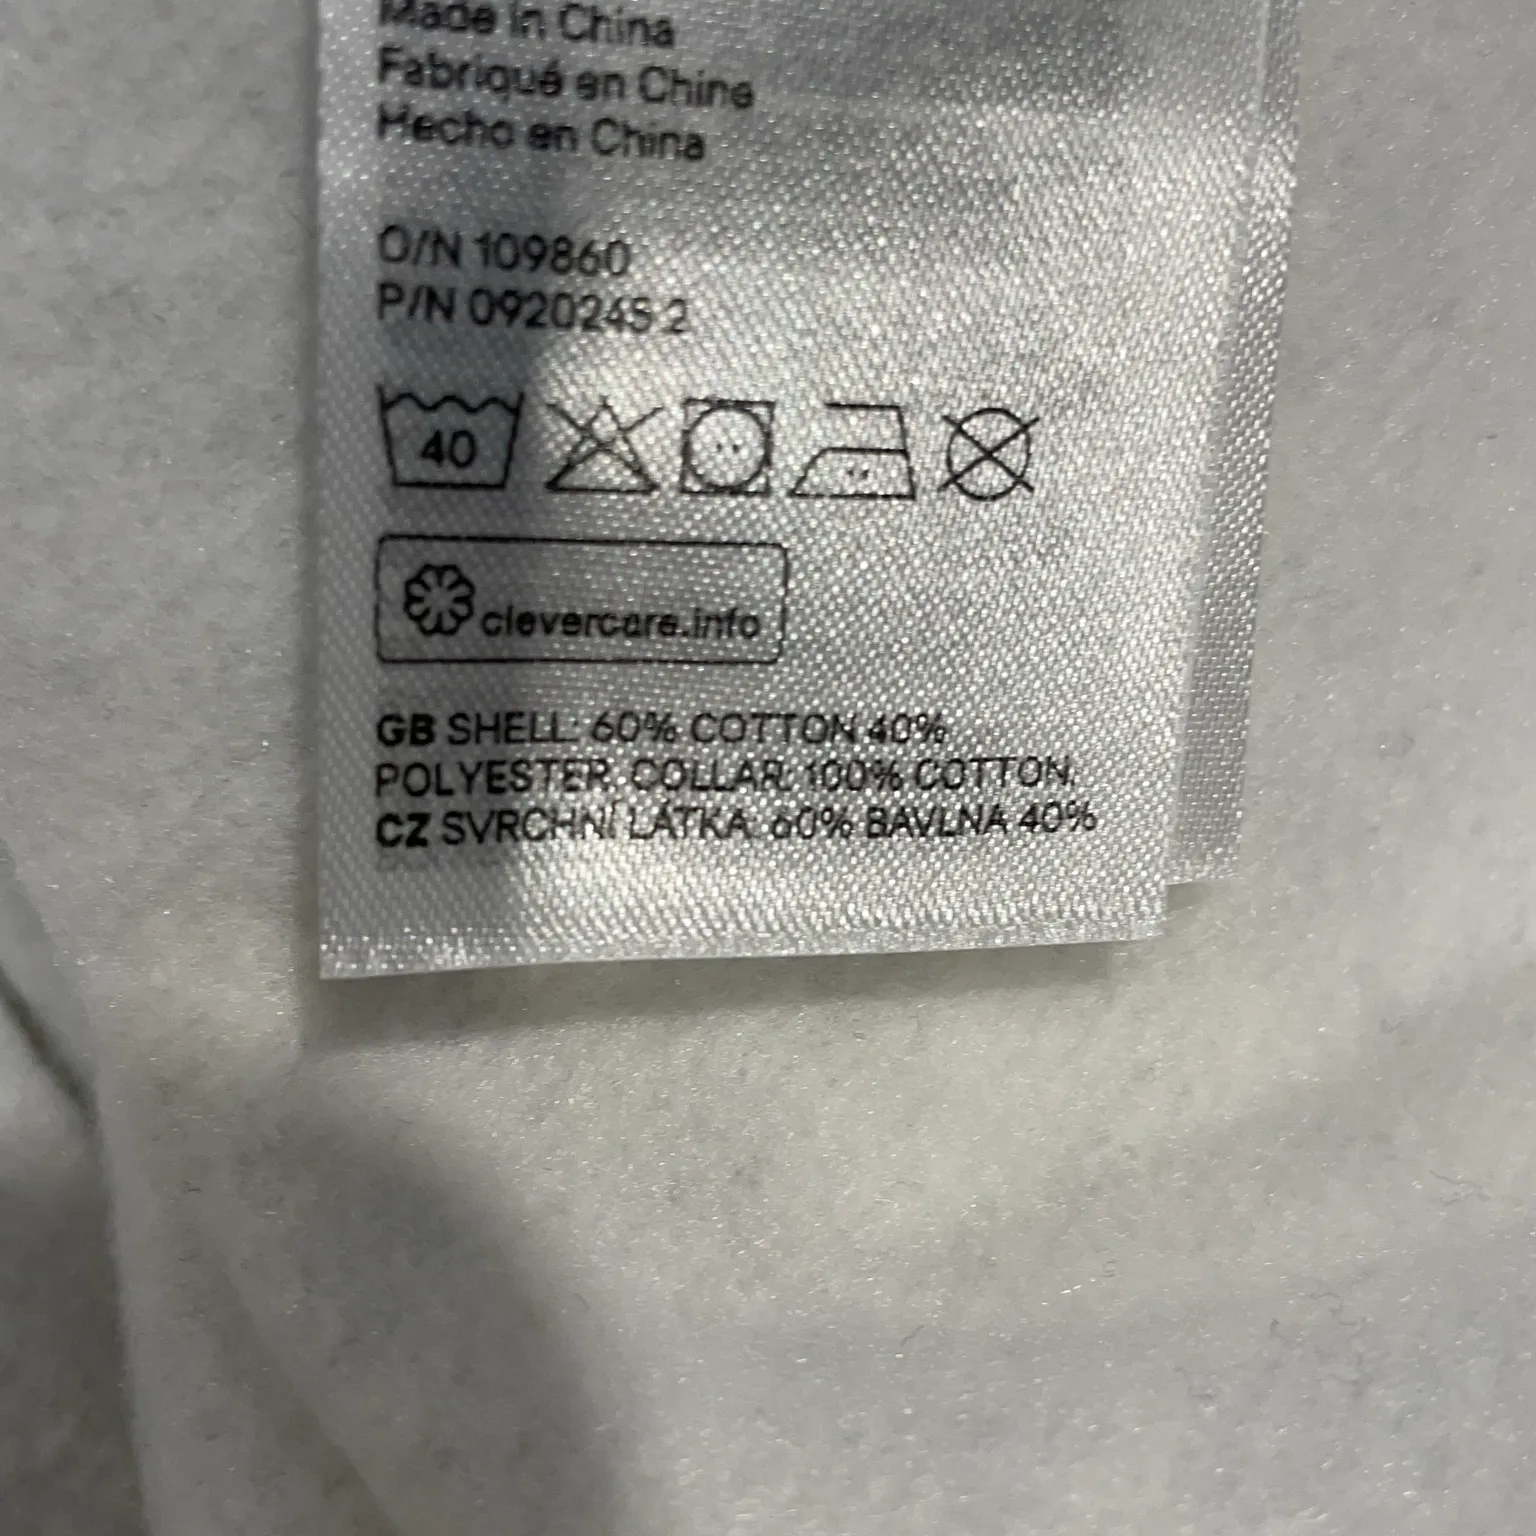 Made in China
Fabriqué en Chine
Hecho en China
O/N 109860
P/N 0920245 2
40
clevercare.info
GB SHELL: 60% COTTON 40%
POLYESTER. COLLAR: 100% COTTON.
CZ SVRCHNÍ LÁTKA: 60% BAVLNA 40%